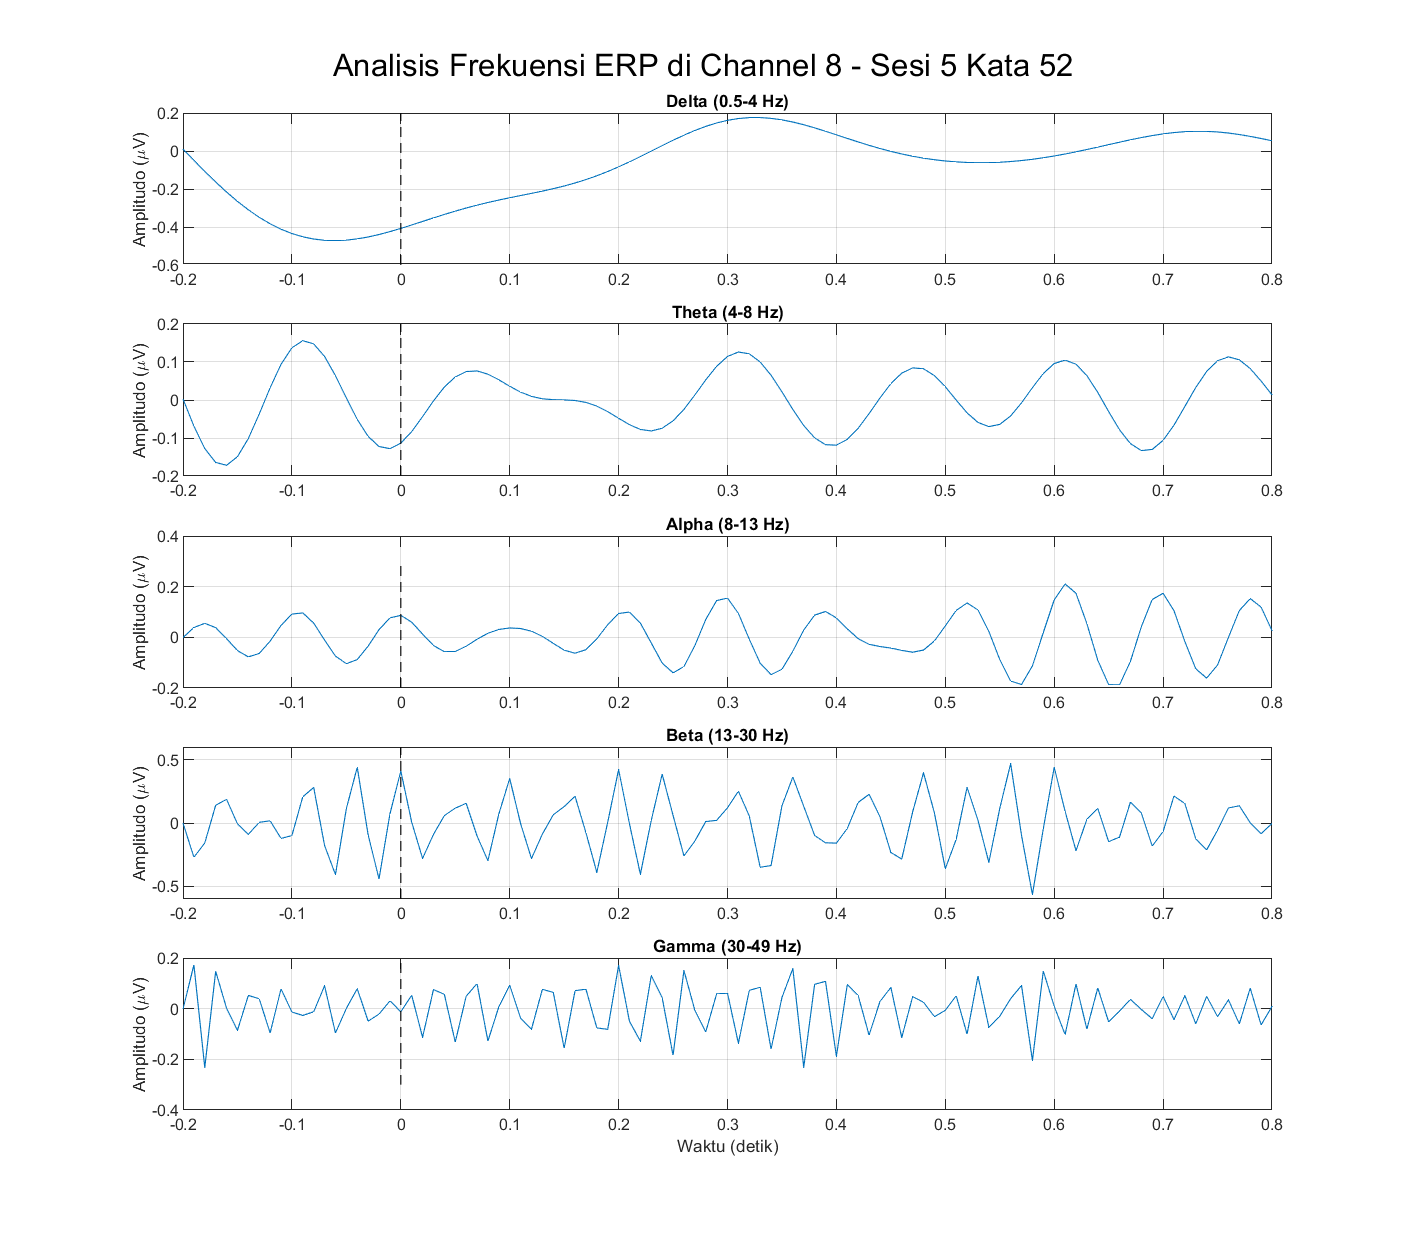 Analisis Frekuensi ERP di Channel 8 - Sesi 5 Kata 52
Delta (0.5-4 Hz)
Amplitudo (μV)
0.2
0
-0.2
-0.4
-0.6
-0.2 -0.1 0 0.1 0.2 0.3 0.4 0.5 0.6 0.7 0.8
Theta (4-8 Hz)
Amplitudo (μV)
0.2
0.1
0
-0.1
-0.2
-0.2 -0.1 0 0.1 0.2 0.3 0.4 0.5 0.6 0.7 0.8
Alpha (8-13 Hz)
Amplitudo (μV)
0.4
0.2
0
-0.2
-0.2 -0.1 0 0.1 0.2 0.3 0.4 0.5 0.6 0.7 0.8
Beta (13-30 Hz)
Amplitudo (μV)
0.5
0
-0.5
-0.2 -0.1 0 0.1 0.2 0.3 0.4 0.5 0.6 0.7 0.8
Gamma (30-49 Hz)
Amplitudo (μV)
0.2
0
-0.2
-0.4
-0.2 -0.1 0 0.1 0.2 0.3 0.4 0.5 0.6 0.7 0.8
Waktu (detik)